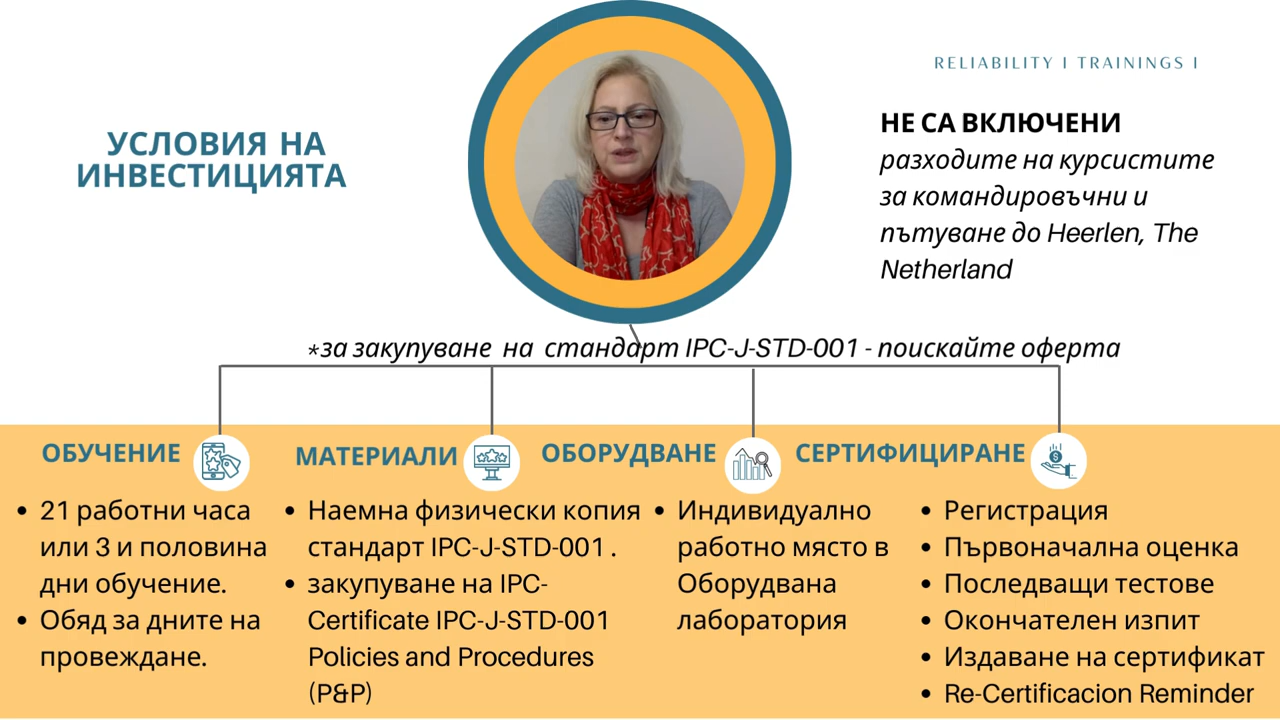 RELIABILITY I TRAININGS I
УСЛОВИЯ НА
ИНВЕСТИЦИЯТА
НЕ СА ВКЛЮЧЕНИ
разходите на курсистите
за командировъчни и
пътуване до Heerlen, The
Netherland
*за закупуване на стандарт IPC-J-STD-001 - поискайте оферта
ОБУЧЕНИЕ
21 работни часа
или 3 и половина
дни обучение.
Обяд за дните на
провеждане.
МАТЕРИАЛИ
Наемна физически копия
стандарт IPC-J-STD-001 .
закупуване на IPC-
Certificate IPC-J-STD-001
Policies and Procedures
(P&P)
ОБОРУДВАНЕ
Индивидуално
работно място в
Оборудвана
лаборатория
СЕРТИФИЦИРАНЕ
Регистрация
Първоначална оценка
Последващи тестове
Окончателен изпит
Издаване на сертификат
Re-Certificacion Reminder